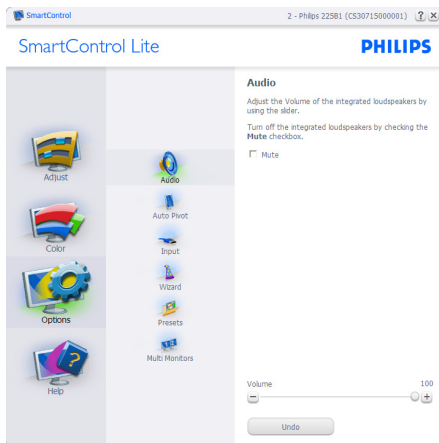 SmartControl
2 - Philips 225B1 (CS30715000001)
? ×
SmartControl Lite
PHILIPS
Adjust
Color
Options
Help
Audio
Auto Pivot
Input
Wizard
Presets
Multi Monitors
Audio
Adjust the Volume of the integrated loudspeakers by
using the slider.
Turn off the integrated loudspeakers by checking the
Mute checkbox.
Mute
Volume
100
Undo